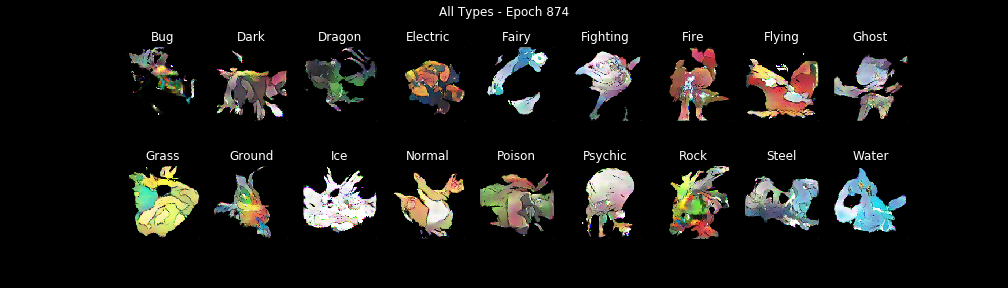 All Types - Epoch 874
Bug Dark Dragon Electric Fairy Fighting Fire Flying Ghost
Grass Ground Ice Normal Poison Psychic Rock Steel Water